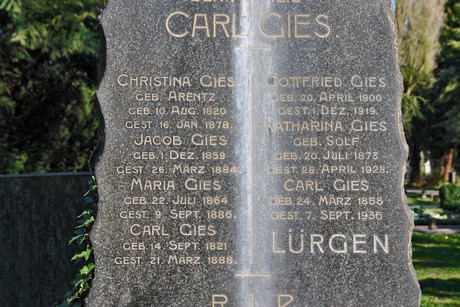 CARL GIES
CHRISTINA GIES
GEB. ARENTZ
GEB. 10. AUG. 1820
GEST. 16. JAN. 1878.
JACOB GIES
GEB. 1. DEZ. 1859
GEST. 26. MÄRZ 1884
MARIA GIES
GEB. 22. JULI 1864
GEST. 9. SEPT. 1886.
CARL GIES
GEB. 14. SEPT. 1821
GEST. 21. MÄRZ 1888.
GOTTFRIED GIES
GEB. 20. APRIL 1900
GEST. 1. DEZ. 1919.
KATHARINA GIES
GEB. SOLF
GEB. 20. JULI 1873
GEST. 28. APRIL 1928.
CARL GIES
GEB. 24. MÄRZ 1858
GEST. 7. SEPT. 1936
LÜRGEN
R. I. P.